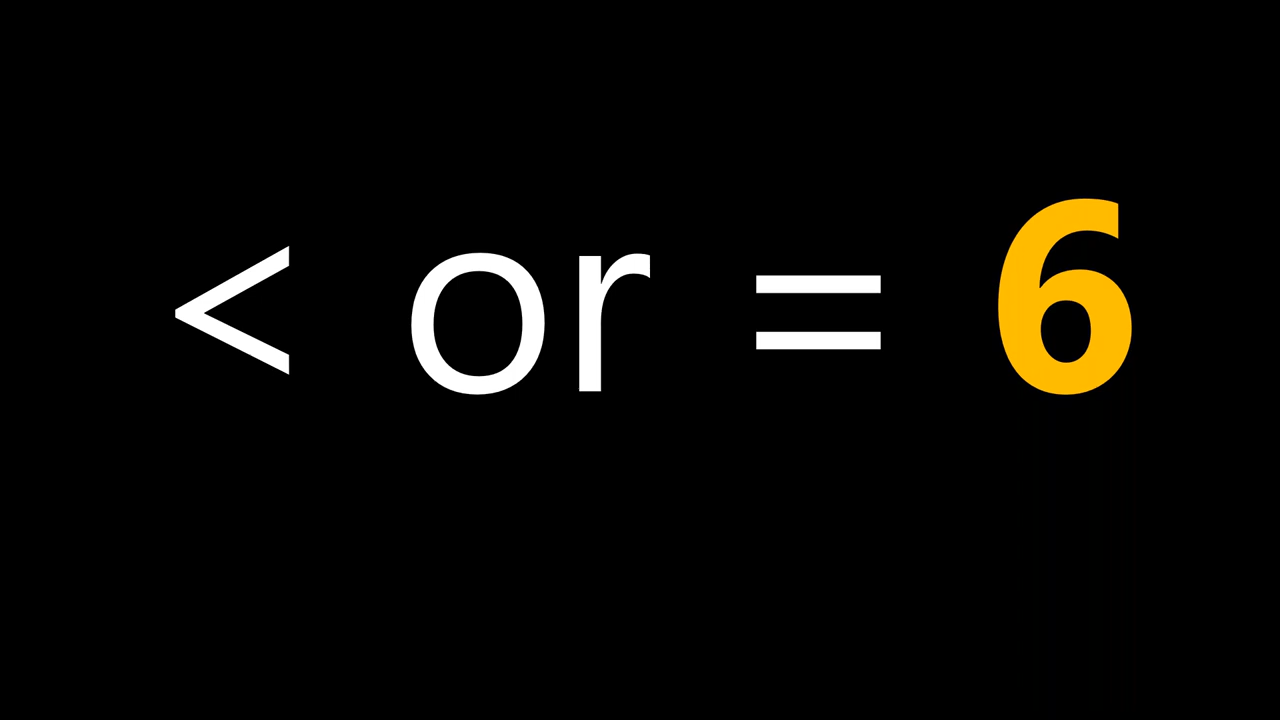 < or = 6